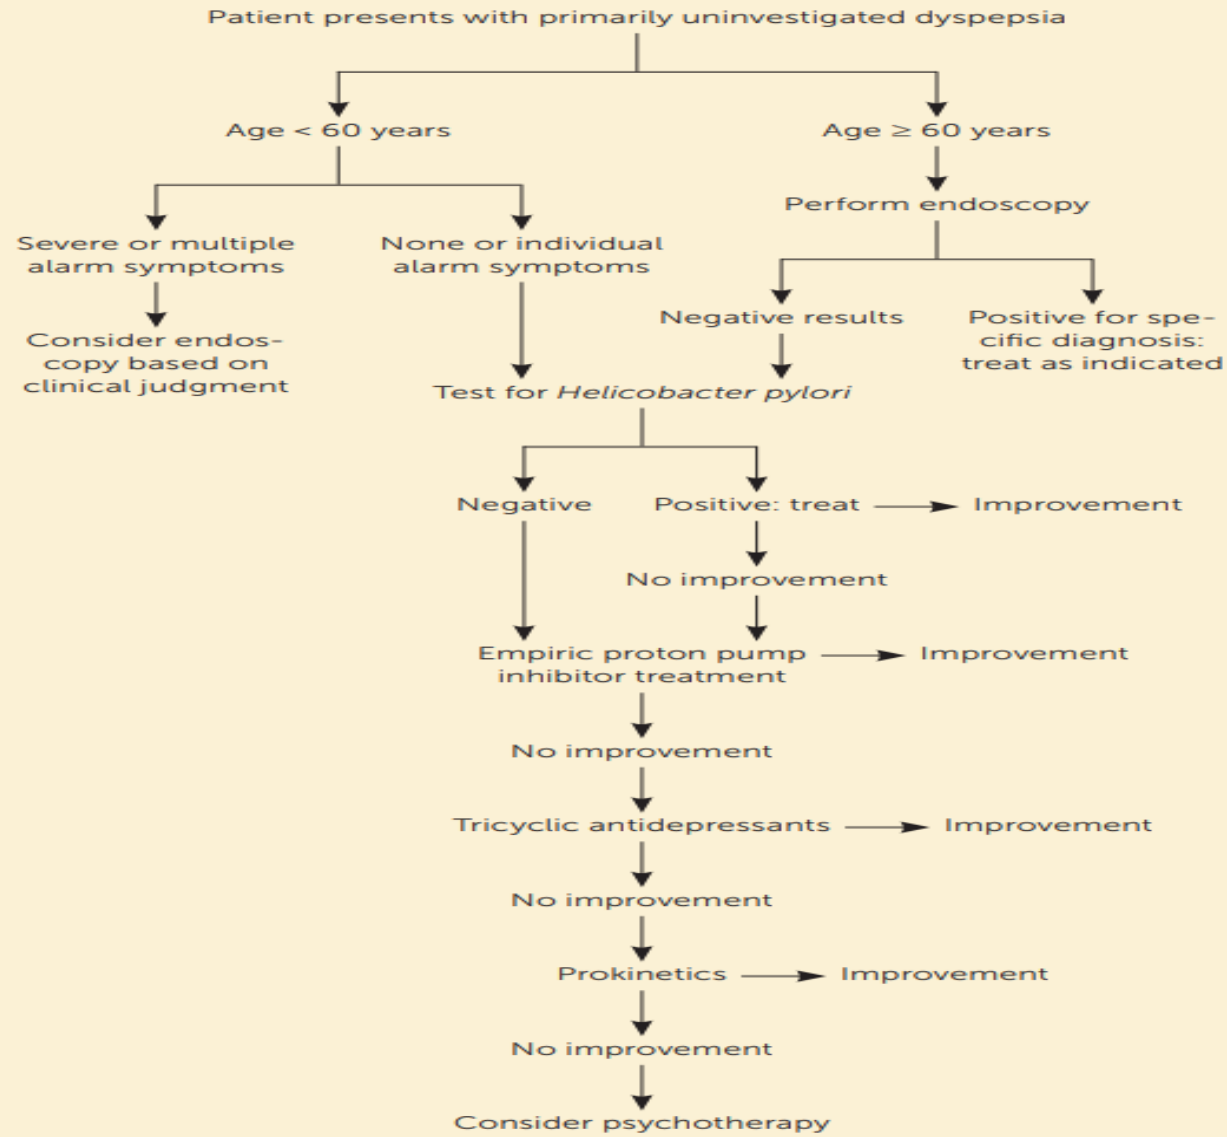 Patient presents with primarily uninvestigated dyspepsia
Age < 60 years
Age ≥ 60 years
Perform endoscopy
Severe or multiple
alarm symptoms
None or individual
alarm symptoms
Negative results
Positive for spe-
cific diagnosis:
treat as indicated
Consider endos-
copy based on
clinical judgment
Test for Helicobacter pylori
Negative
Positive: treat
Improvement
No improvement
Empiric proton pump
inhibitor treatment
Improvement
No improvement
Tricyclic antidepressants
Improvement
No improvement
Prokinetics
Improvement
No improvement
Consider psychotherapy